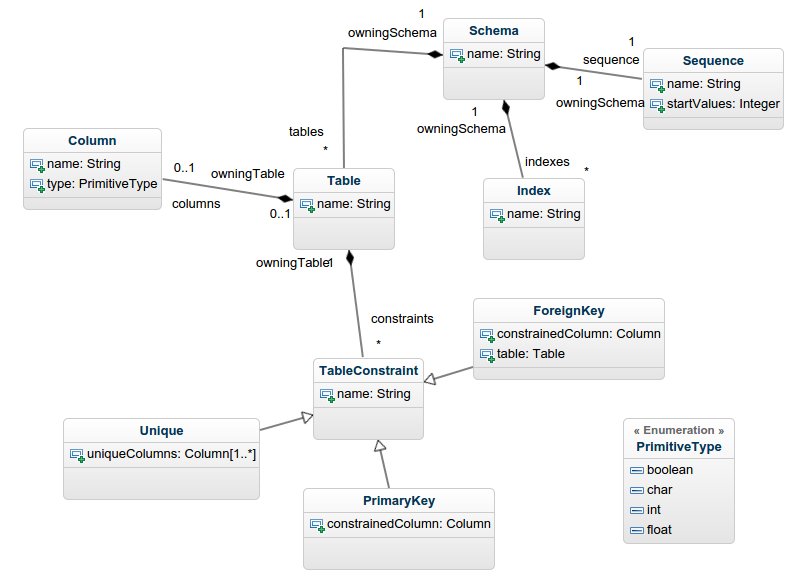 1
owningSchema
Schema
name: String
1
sequence
1
owningSchema
Sequence
name: String
startValues: Integer
1
owningSchema
indexes
*
Index
name: String
tables
*
Column
name: String
type: PrimitiveType
0..1
columns
owningTable
0..1
Table
name: String
owningTable
1
constraints
*
ForeignKey
constrainedColumn: Column
table: Table
TableConstraint
name: String
Unique
uniqueColumns: Column[1..*]
PrimaryKey
constrainedColumn: Column
« Enumeration »
PrimitiveType
boolean
char
int
float